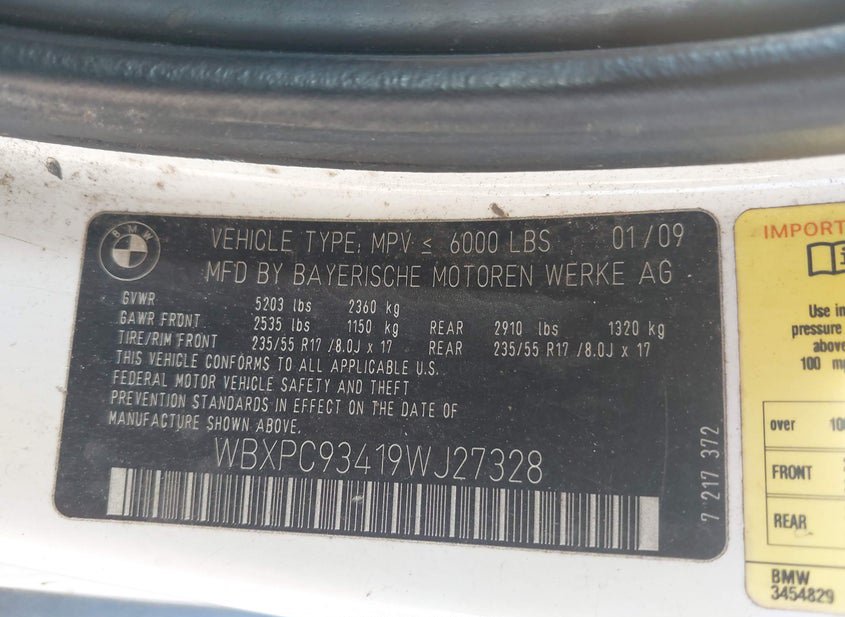 BMW
VEHICLE TYPE: MPV ≤ 6000 LBS 01/09
MFD BY BAYERISCHE MOTOREN WERKE AG
GVWR 5203 lbs 2360 kg
GAWR FRONT 2535 lbs 1150 kg REAR 2910 lbs 1320 kg
TIRE/RIM FRONT 235/55 R17 /8.0J x 17 REAR 235/55 R17 /8.0J x 17
THIS VEHICLE CONFORMS TO ALL APPLICABLE U.S.
FEDERAL MOTOR VEHICLE SAFETY AND THEFT
PREVENTION STANDARDS IN EFFECT ON THE DATE OF
MANUFACTURE SHOWN ABOVE.
WBXPC93419WJ27328
7 217 372
Use in
pressure
above
100
over
FRONT
REAR
BMW
3454829